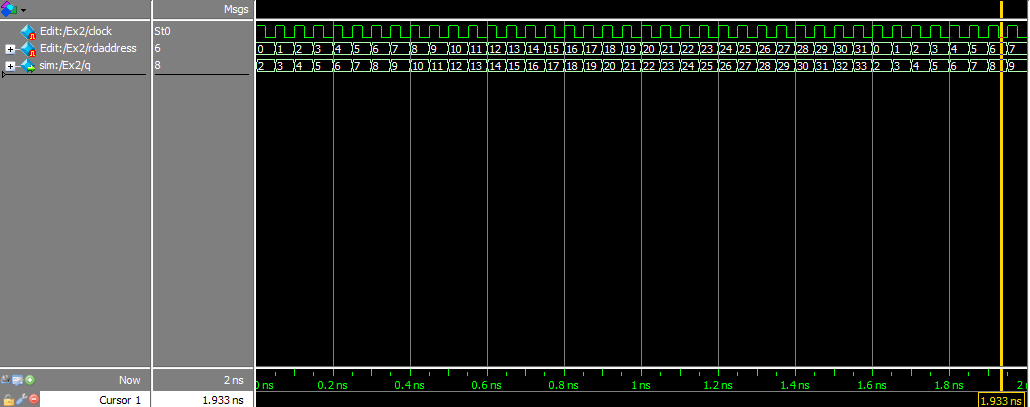 Msgs
Edit:/Ex2/clock St0
Edit:/Ex2/rdaddress 6 0 1 2 3 4 5 6 7 8 9 10 11 12 13 14 15 16 17 18 19 20 21 22 23 24 25 26 27 28 29 30 31 0 1 2 3 4 5 6 7
sim:/Ex2/q 8 2 3 4 5 6 7 8 9 10 11 12 13 14 15 16 17 18 19 20 21 22 23 24 25 26 27 28 29 30 31 32 33 2 3 4 5 6 7 8 9
Now 2 ns 0.2 ns 0.4 ns 0.6 ns 0.8 ns 1 ns 1.2 ns 1.4 ns 1.6 ns 1.8 ns
Cursor 1 1.933 ns 1.933 ns